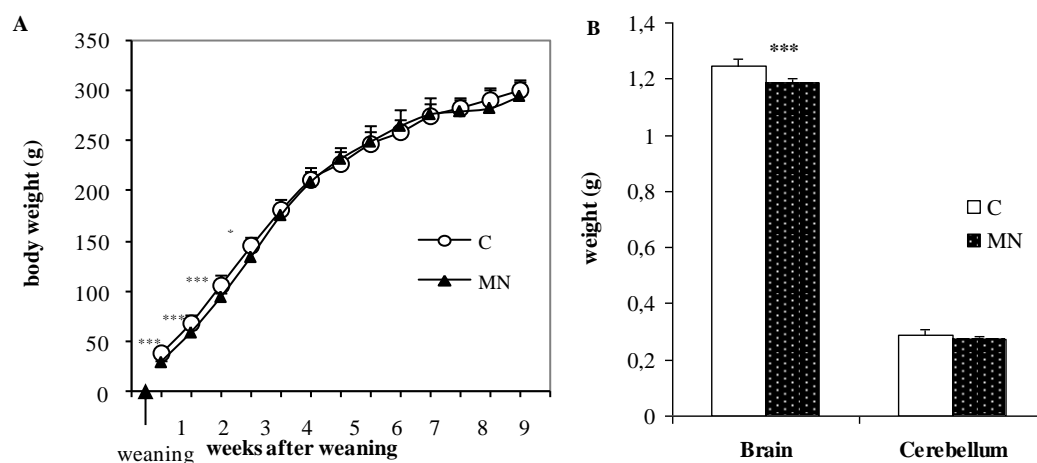 A
350
300
250
200
150
100
50
0
body weight (g)
***
***
***
*
C
MN
1 2 3 4 5 6 7 8 9
weaning
weeks after weaning
B
1,4
1,2
1
0,8
0,6
0,4
0,2
0
weight (g)
***
C
MN
Brain Cerebellum